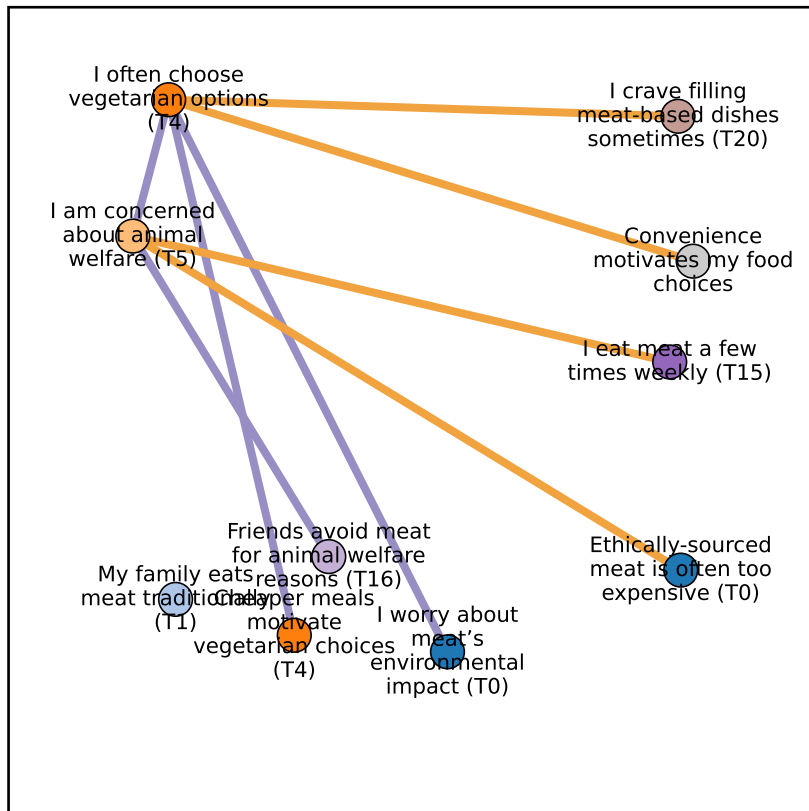 I often choose
vegetarian options
(T4)
I crave filling
meat-based dishes
sometimes (T20)
I am concerned
about animal
welfare (T5)
Convenience
motivates my food
choices
I eat meat a few
times weekly (T15)
Friends avoid meat
for animal welfare
reasons (T16)
Ethically-sourced
meat is often too
expensive (T0)
My family eats
meat traditionally
(T1)
Cheaper meals
motivate
vegetarian choices
(T4)
I worry about
meat’s
environmental
impact (T0)